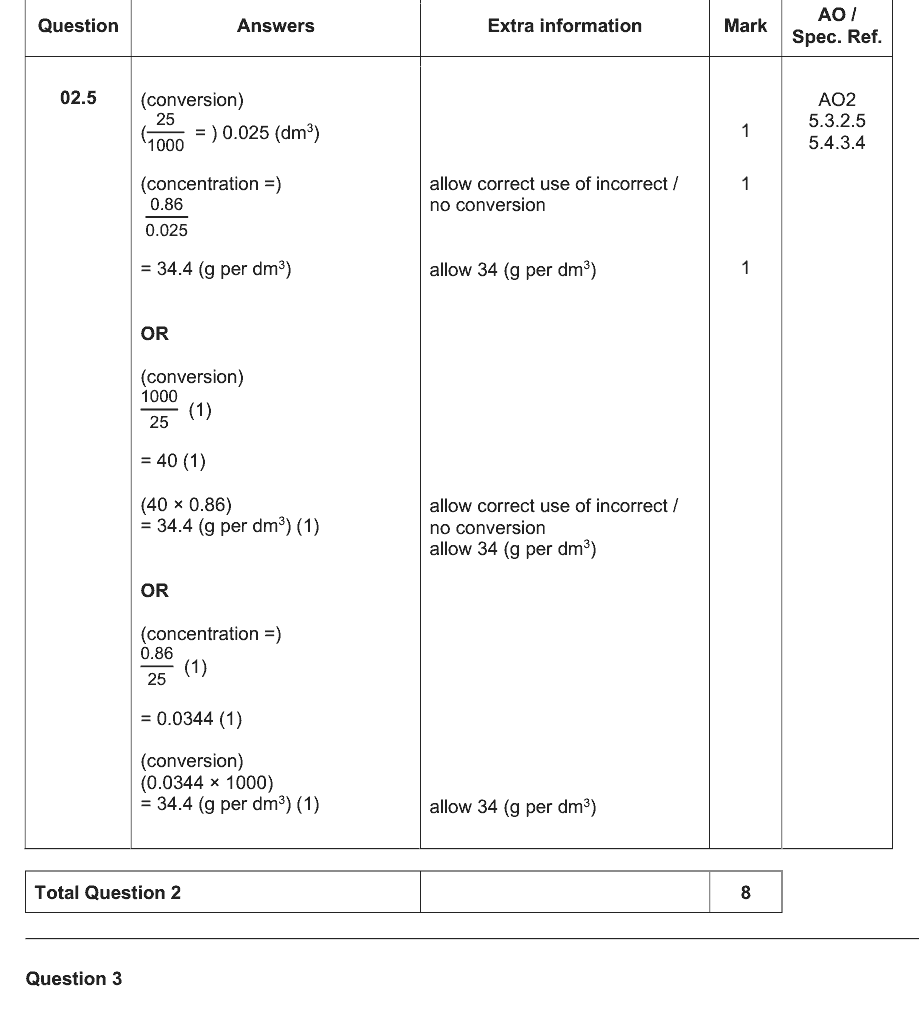 Question Answers Extra information Mark AO /
Spec. Ref.
02.5 (conversion) AO2
(25/1000 = ) 0.025 (dm³) 1 5.3.2.5
5.4.3.4
(concentration =) allow correct use of incorrect / 1
0.86 no conversion
0.025
= 34.4 (g per dm³) allow 34 (g per dm³) 1
OR
(conversion)
1000
25 (1)
= 40 (1)
(40 × 0.86) allow correct use of incorrect /
= 34.4 (g per dm³) (1) no conversion
allow 34 (g per dm³)
OR
(concentration =)
0.86
25 (1)
= 0.0344 (1)
(conversion)
(0.0344 × 1000)
= 34.4 (g per dm³) (1) allow 34 (g per dm³)
Total Question 2 8
Question 3